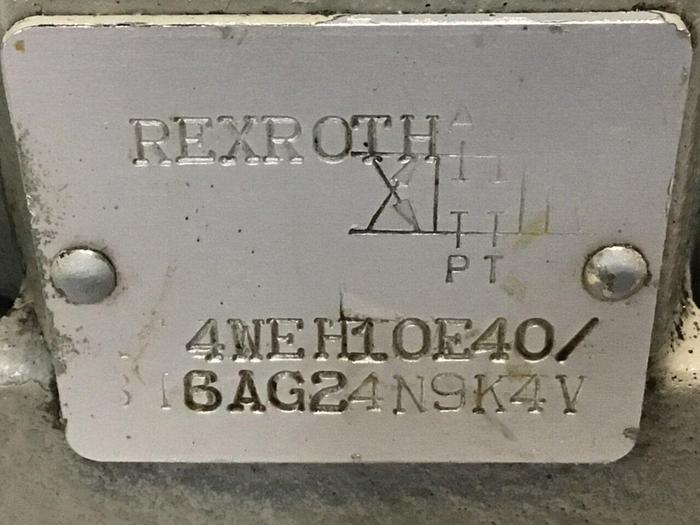 REXROTH
A
P T
4WEH10E40/
6AG24N9K4V